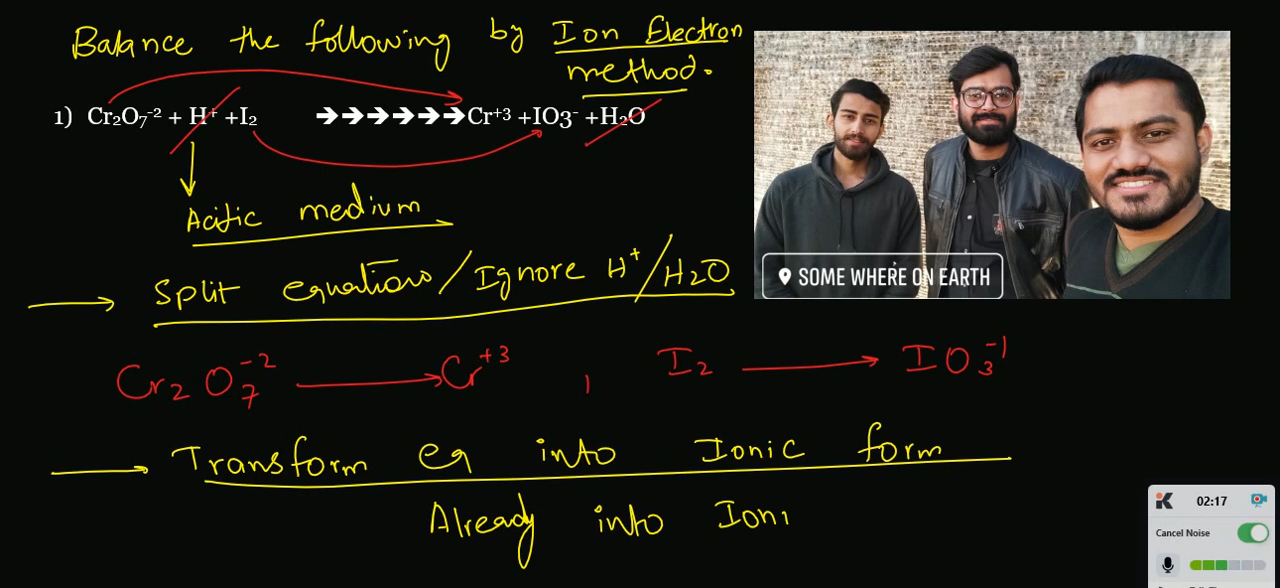 Balance the following by Ion Electron
method.
1) Cr₂O₇⁻² + H⁺ +I₂ 🡪🡪🡪🡪🡪🡪Cr⁺³ +IO3⁻ +H₂O
Acitic medium
Split equations/Ignore H⁺/H₂O
Cr₂O₇⁻² → Cr⁺³ , I₂ → IO₃⁻¹
Transform eq into Ionic form
Already into Ioni
SOME WHERE ON EARTH
02:17
Cancel Noise